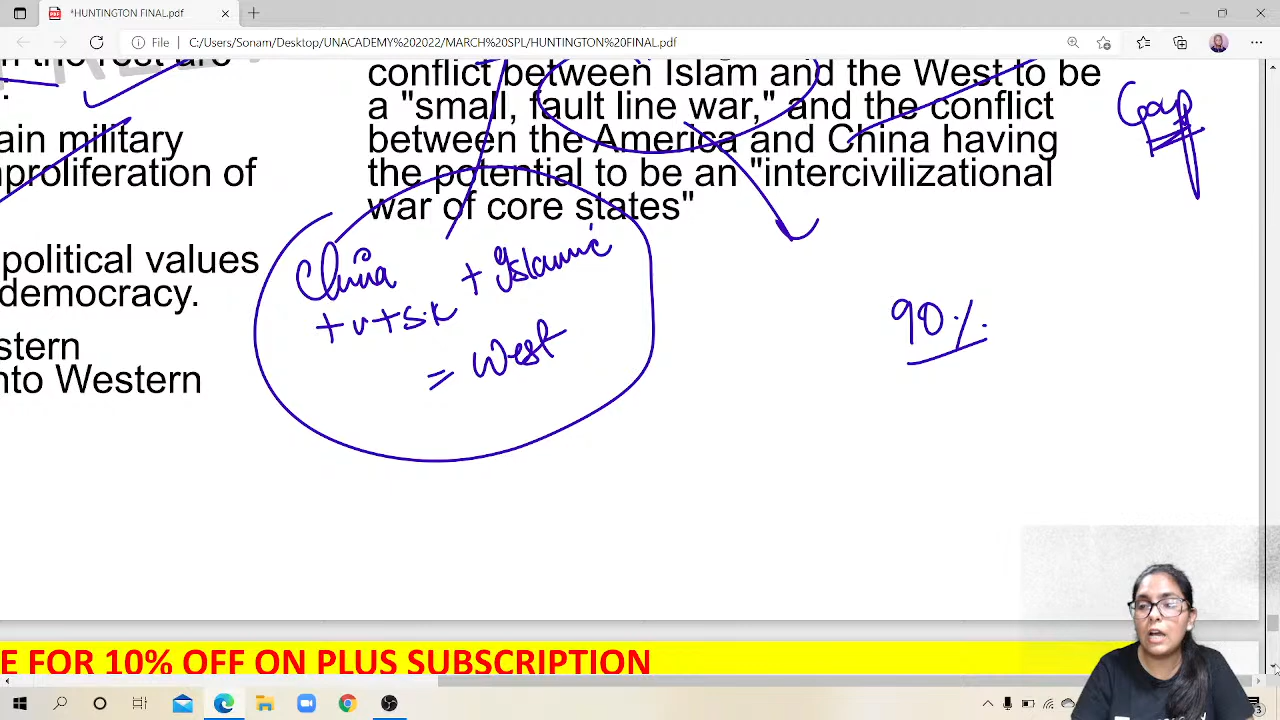 *HUNTINGTON FINAL.pdf
File
C:/Users/Sonam/Desktop/UNACADEMY%202022/MARCH%20SPL/HUNTINGTON%20FINAL.pdf
n the rest are
ain military
nproliferation of
political values
democracy.
stern
nto Western
conflict between Islam and the West to be
a "small, fault line war," and the conflict
between the America and China having
the potential to be an "intercivilizational
war of core states"
China + Islamic
+v+S.K
= West
90%.
E FOR 10% OFF ON PLUS SUBSCRIPTION